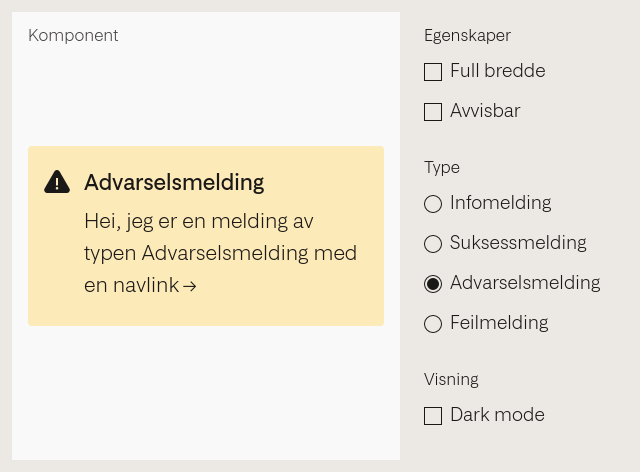 Komponent
Advarselsmelding
Hei, jeg er en melding av
typen Advarselsmelding med
en navlink →
Egenskaper
Full bredde
Avvisbar
Type
Infomelding
Suksessmelding
Advarselsmelding
Feilmelding
Visning
Dark mode